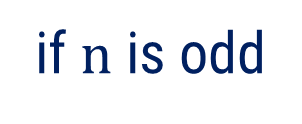 if n is odd